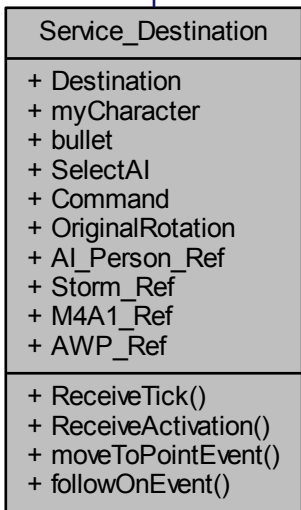 Service_Destination
+ Destination
+ myCharacter
+ bullet
+ SelectAI
+ Command
+ OriginalRotation
+ AI_Person_Ref
+ Storm_Ref
+ M4A1_Ref
+ AWP_Ref
+ ReceiveTick()
+ ReceiveActivation()
+ moveToPointEvent()
+ followOnEvent()